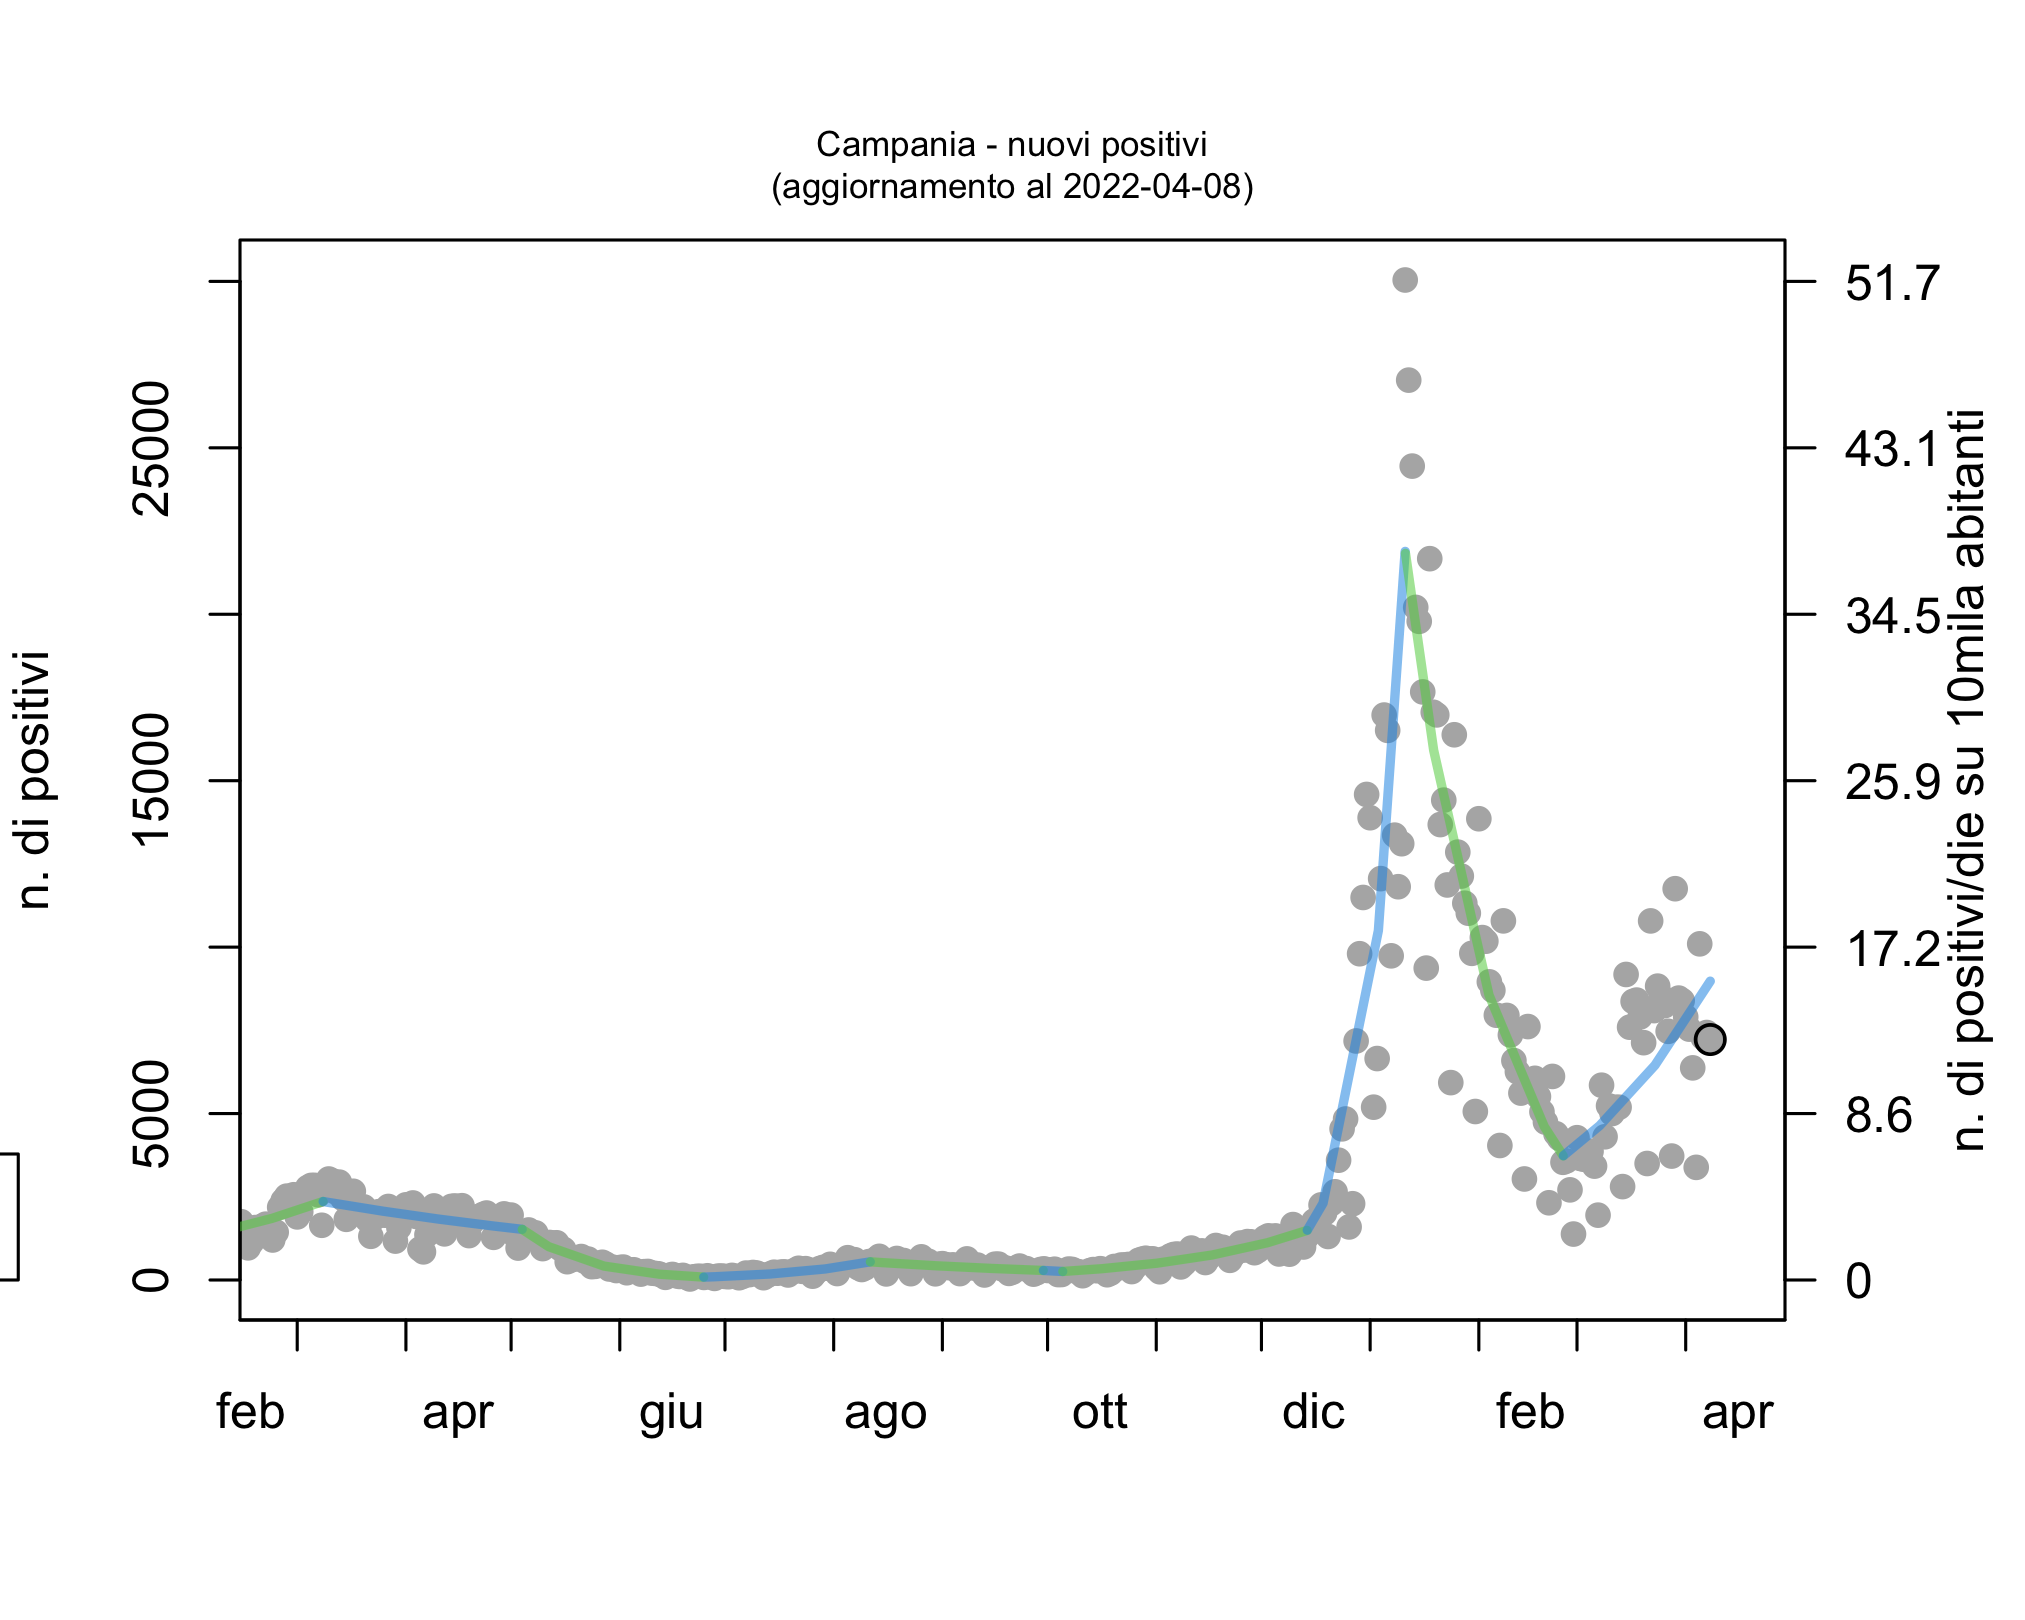 Campania - nuovi positivi
(aggiornamento al 2022-04-08)
n. di positivi
25000
15000
5000
0
51.7
43.1
34.5
25.9
17.2
8.6
0
n. di positivi/die su 10mila abitanti
feb apr giu ago ott dic feb apr